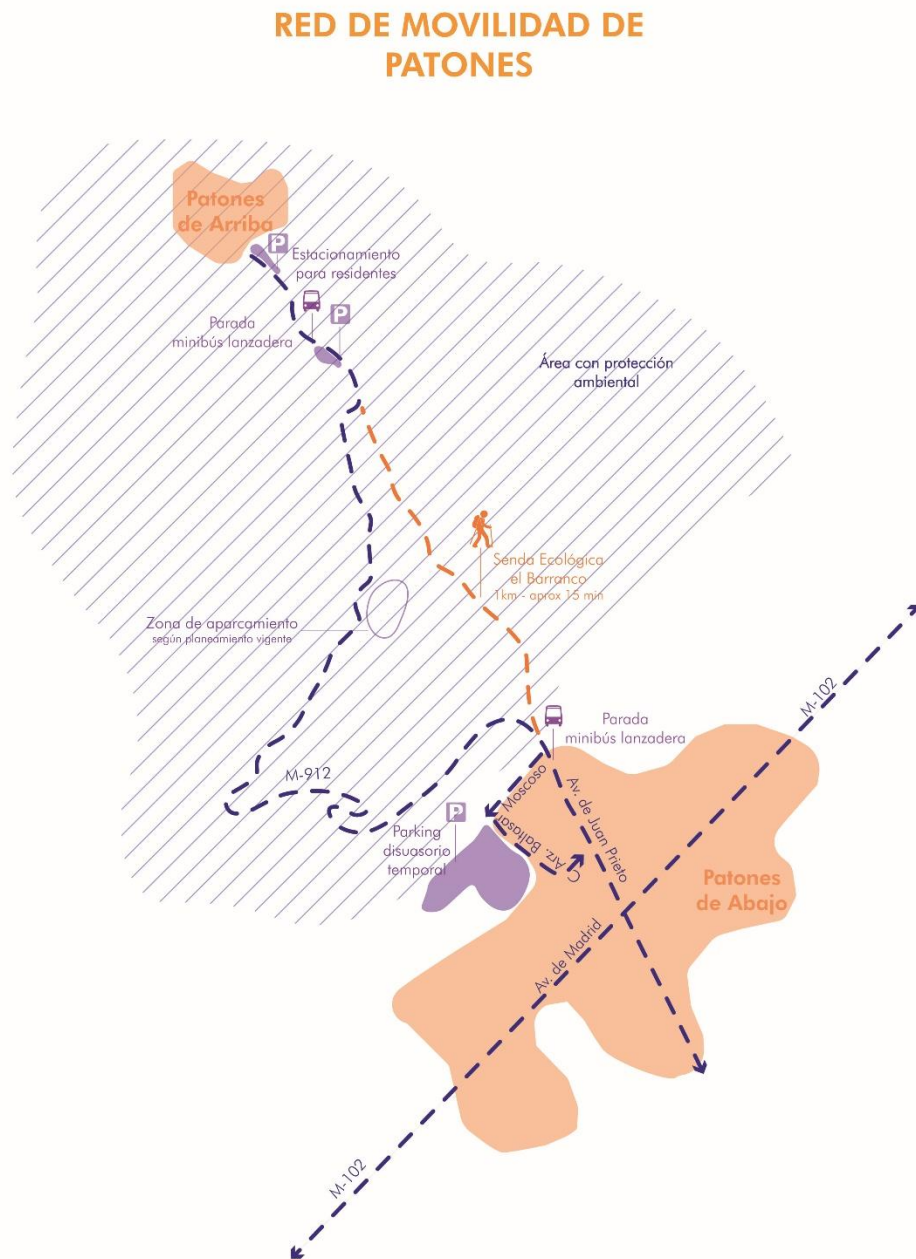 RED DE MOVILIDAD DE
PATONES
Patones
de Arriba
P
Estacionamiento
para residentes
P
Parada
minibús lanzadera
Área con protección
ambiental
Senda Ecológica
el Barranco
1km - aprox 15 min
Zona de aparcamiento
según planeamiento vigente
M-102
Parada
minibús lanzadera
M-912
Moscoso
Av. de Juan Prieto
P
Parking
disuasorio
temporal
C. Arz. Baltasar
Patones
de Abajo
Av. de Madrid
M-102